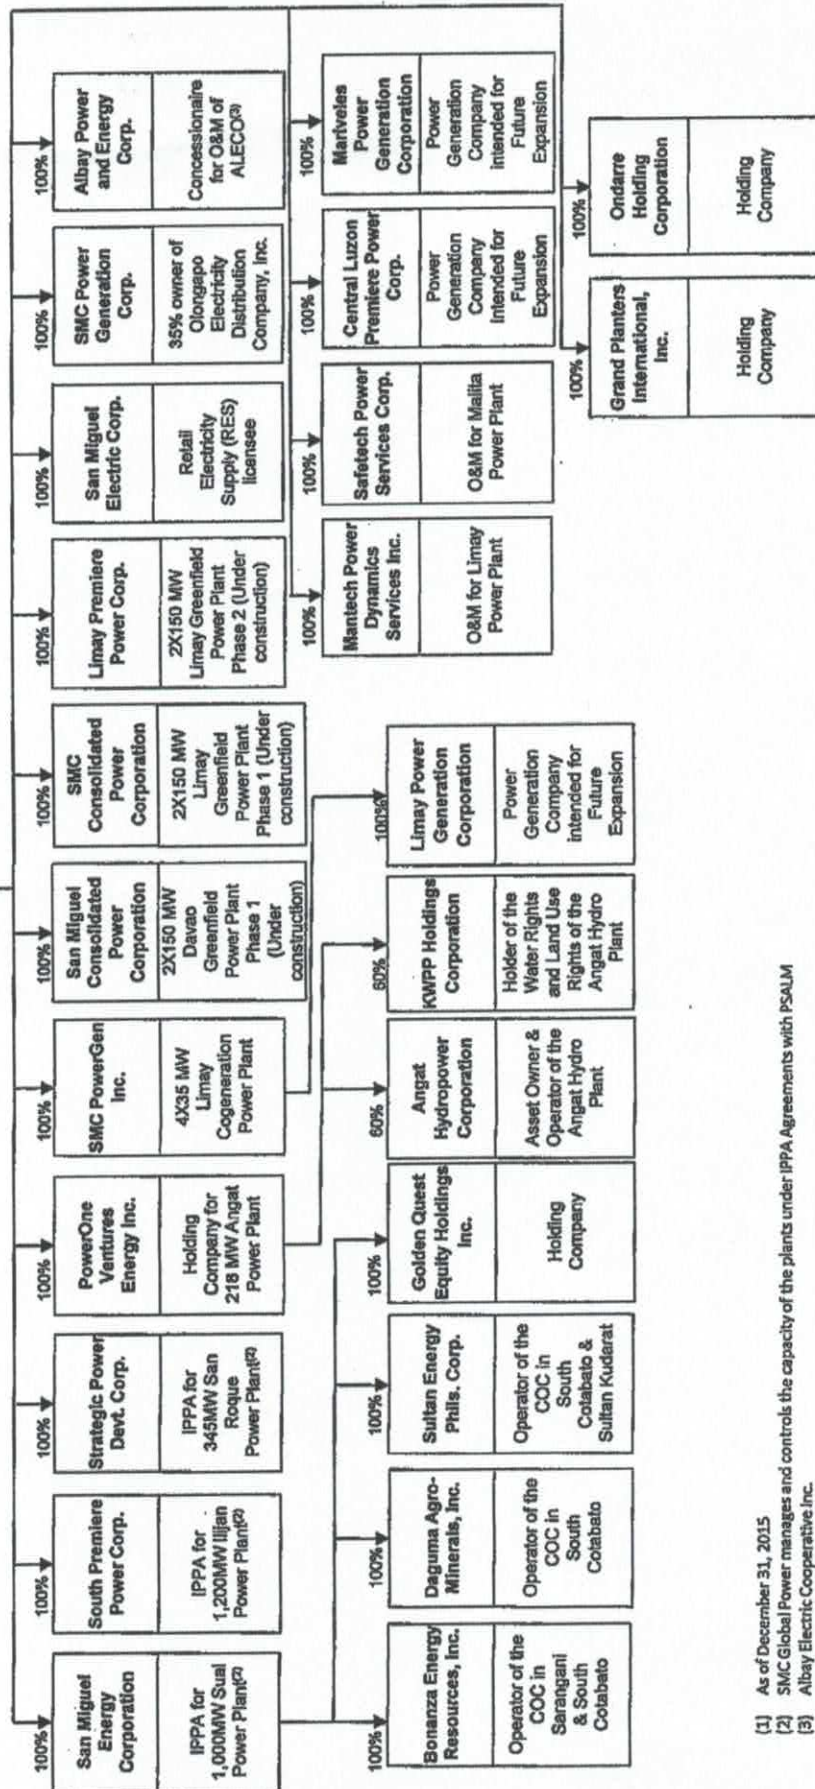 100%
San Miguel
Energy
Corporation
IPPA for
1,000MW Sual
Power Plant(2)
100%
South Premiere
Power Corp.
IPPA for
1,200MW Ilijan
Power Plant(2)
100%
Strategic Power
Devt. Corp.
IPPA for
345MW San
Roque
Power Plant(2)
100%
PowerOne
Ventures
Energy Inc.
Holding
Company for
218 MW Angat
Power Plant
100%
SMC PowerGen
Inc.
4X35 MW
Limay
Cogeneration
Power Plant
100%
San Miguel
Consolidated
Power
Corporation
2X150 MW
Davao
Greenfield
Power Plant
Phase 1
(Under
construction)
100%
SMC
Consolidated
Power
Corporation
2X150 MW
Limay
Greenfield
Power Plant
Phase 1 (Under
construction)
100%
Limay Premiere
Power Corp.
2X150 MW
Limay Greenfield
Power Plant
Phase 2 (Under
construction)
100%
San Miguel
Electric Corp.
Retail
Electricity
Supply (RES)
licensee
100%
SMC Power
Generation
Corp.
35% owner of
Olongapo
Electricity
Distribution
Company, Inc.
100%
Albay Power
and Energy
Corp.
Concessionaire
for O&M of
ALECO(3)
100%
Mantech Power
Dynamics
Services Inc.
O&M for Limay
Power Plant
100%
Safetech Power
Services Corp.
O&M for Malita
Power Plant
100%
Central Luzon
Premiere Power
Corp.
Power
Generation
Company
Intended for
Future
Expansion
100%
Mariveles
Power
Generation
Corporation
Power
Generation
Company
intended for
Future
Expansion
100%
Bonanza Energy
Resources, Inc.
Operator of the
COC in
Sarangani
& South
Cotabato
100%
Daguma Agro-
Minerals, Inc.
Operator of the
COC in
South
Cotabato
100%
Sultan Energy
Phils. Corp.
Operator of the
COC in
South
Cotabato &
Sultan Kudarat
100%
Golden Quest
Equity Holdings
Inc.
Holding
Company
60%
Angat
Hydropower
Corporation
Asset Owner &
Operator of the
Angat Hydro
Plant
60%
KWPP Holdings
Corporation
Holder of the
Water Rights
and Land Use
Rights of the
Angat Hydro
Plant
100%
Limay Power
Generation
Corporation
Power
Generation
Company
intended for
Future
Expansion
100%
Grand Planters
International,
Inc.
Holding
Company
100%
Ondarre
Holding
Corporation
Holding
Company
(1) As of December 31, 2015
(2) SMC Global Power manages and controls the capacity of the plants under IPPA Agreements with PSALM
(3) Albay Electric Cooperative Inc.